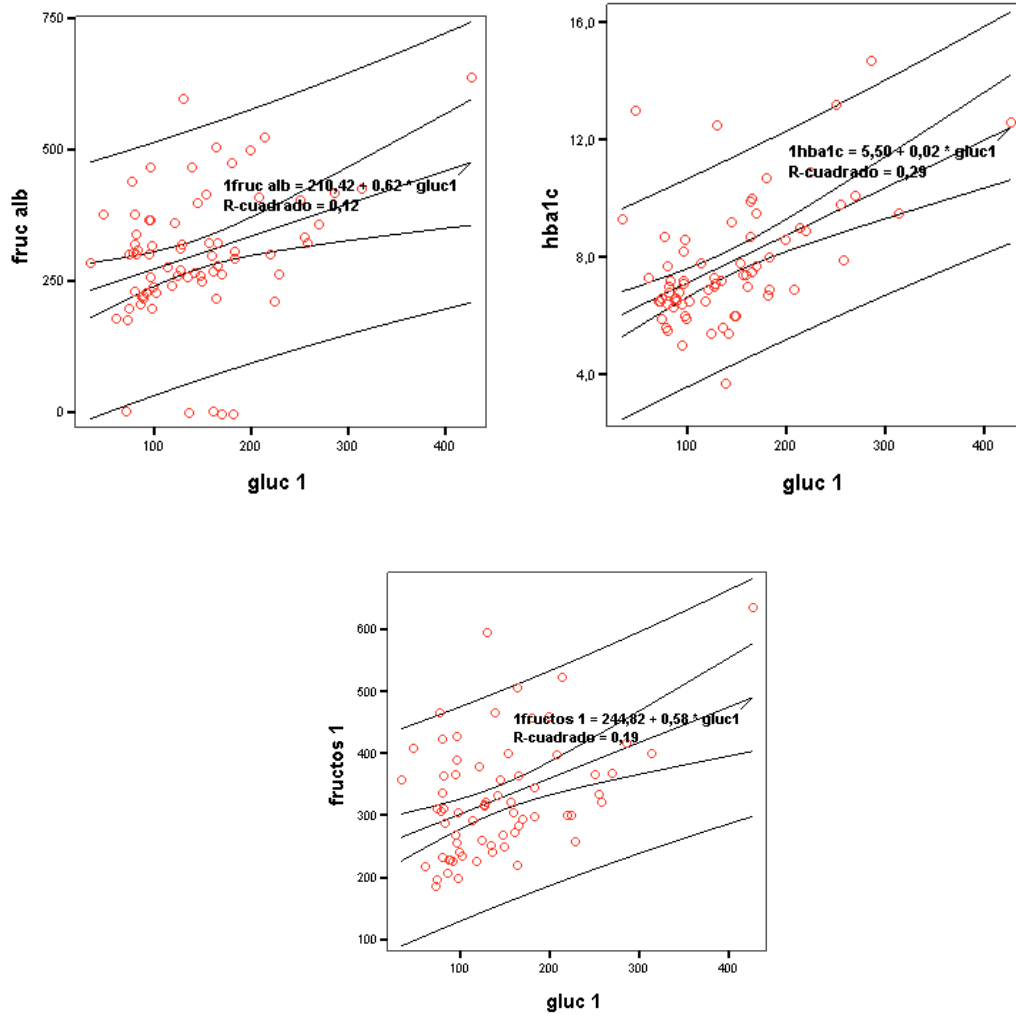 750
500
250
0
fruc alb
1fruc alb = 210,42 + 0,62 * gluc1
R-cuadrado = 0,12
100
200
300
400
gluc 1
16,0
12,0
8,0
4,0
hba1c
1hba1c = 5,50 + 0,02 * gluc1
R-cuadrado = 0,29
100
200
300
400
gluc 1
600
500
400
300
200
100
fructos 1
1fructos 1 = 244,82 + 0,58 * gluc1
R-cuadrado = 0,19
100
200
300
400
gluc 1